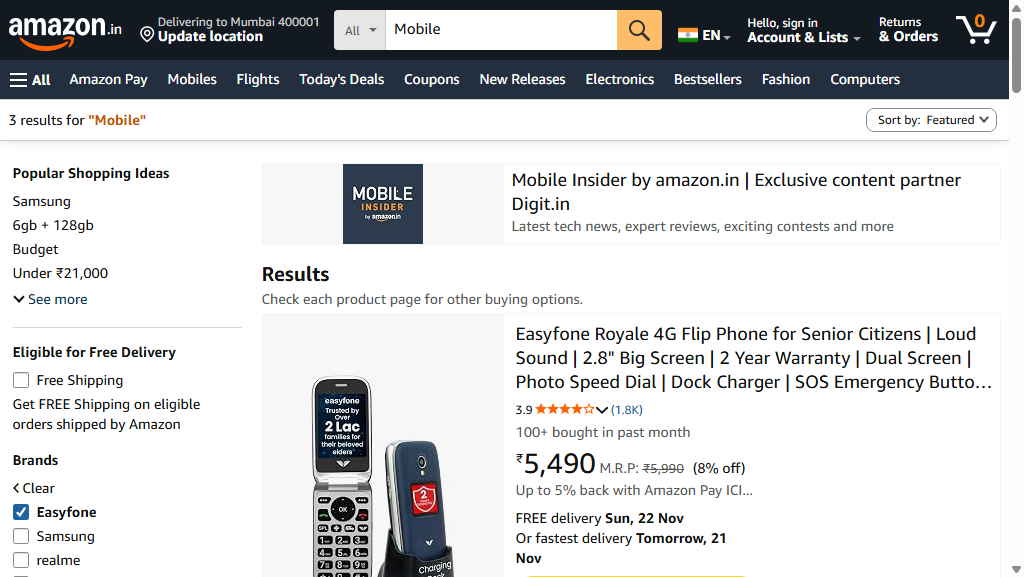 amazon.in
Delivering to Mumbai 400001
Update location
All
Mobile
EN
Hello, sign in
Account & Lists
Returns
& Orders
0
All
Amazon Pay
Mobiles
Flights
Today's Deals
Coupons
New Releases
Electronics
Bestsellers
Fashion
Computers
3 results for "Mobile"
Sort by: Featured
Popular Shopping Ideas
Samsung
6gb + 128gb
Budget
Under ₹21,000
See more
Eligible for Free Delivery
Free Shipping
Get FREE Shipping on eligible
orders shipped by Amazon
Brands
Clear
Easyfone
Samsung
realme
MOBILE
INSIDER
by amazon.in
Mobile Insider by amazon.in | Exclusive content partner
Digit.in
Latest tech news, expert reviews, exciting contests and more
Results
Check each product page for other buying options.
easyfone
Trusted by
Over
2 Lac
families for
their beloved
elders'
OK
2
Charging
Easyfone Royale 4G Flip Phone for Senior Citizens | Loud
Sound | 2.8" Big Screen | 2 Year Warranty | Dual Screen |
Photo Speed Dial | Dock Charger | SOS Emergency Butto…
3.9 (1.8K)
100+ bought in past month
₹5,490 M.R.P: ₹5,990 (8% off)
Up to 5% back with Amazon Pay ICI…
FREE delivery Sun, 22 Nov
Or fastest delivery Tomorrow, 21
Nov